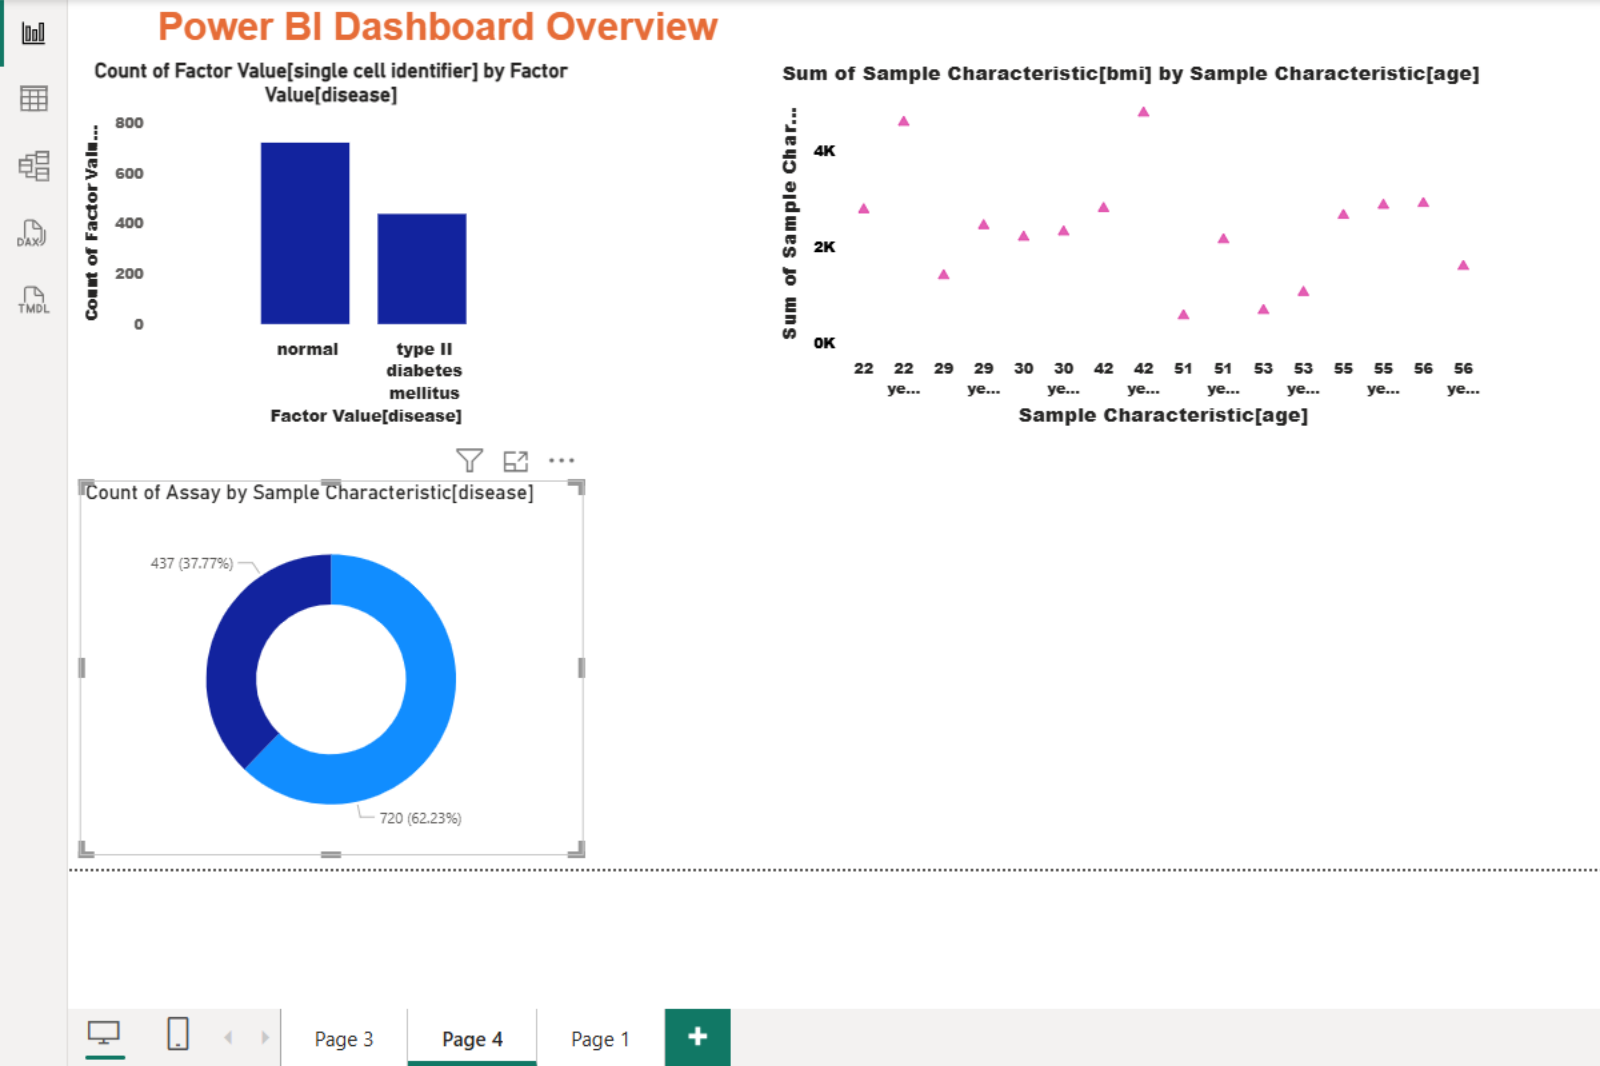 Power BI Dashboard Overview
Count of Factor Value[single cell identifier] by Factor
Value[disease]
Count of Factor Valu...
800
600
400
200
0
normal
type II
diabetes
mellitus
Factor Value[disease]
Sum of Sample Characteristic[bmi] by Sample Characteristic[age]
Sum of Sample Char...
4K
2K
0K
22 22 29 29 30 30 42 42 51 51 53 53 55 55 56 56
ye... ye... ye... ye... ye... ye... ye... ye...
Sample Characteristic[age]
DAX
TMDL
Count of Assay by Sample Characteristic[disease]
437 (37.77%)
720 (62.23%)
Page 3
Page 4
Page 1
+